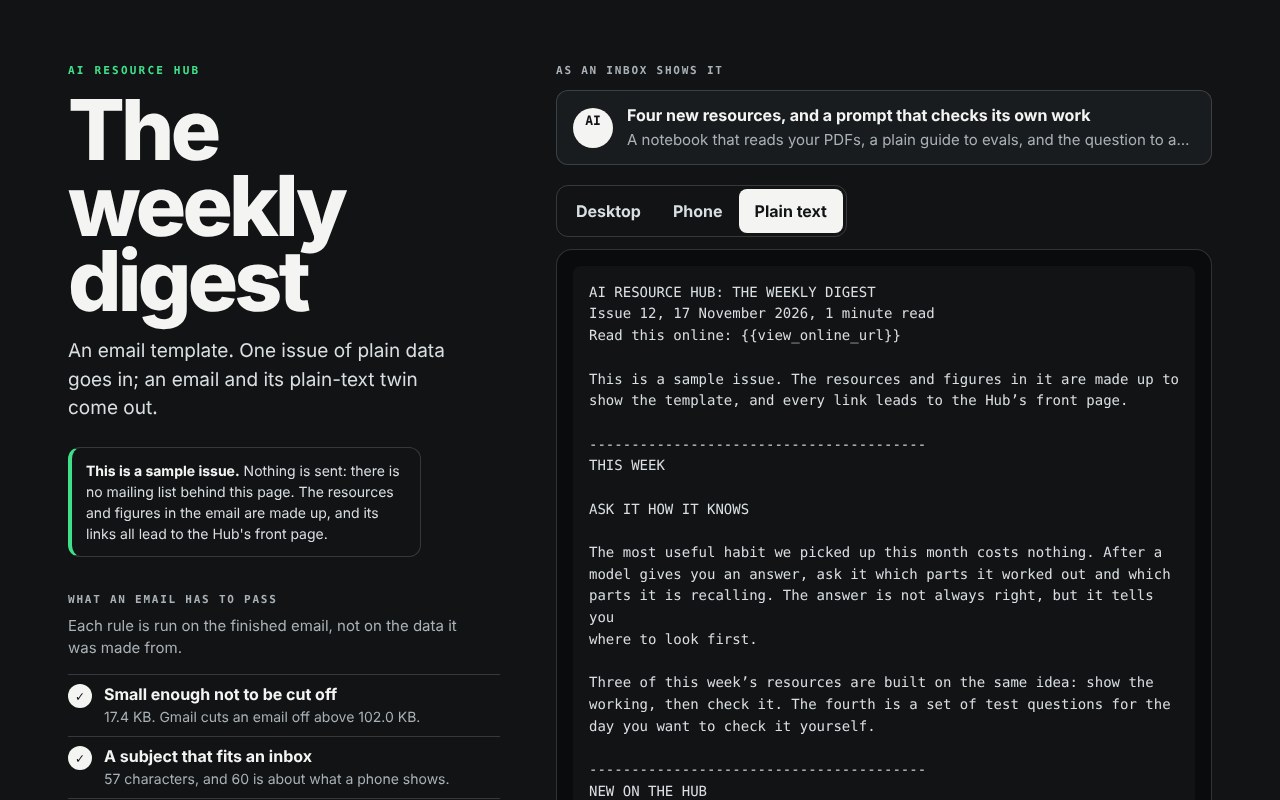 AI RESOURCE HUB
The
weekly
digest
An email template. One issue of plain data
goes in; an email and its plain-text twin
come out.
This is a sample issue. Nothing is sent: there is
no mailing list behind this page. The resources
and figures in the email are made up, and its
links all lead to the Hub's front page.
WHAT AN EMAIL HAS TO PASS
Each rule is run on the finished email, not on the data it
was made from.
✓ Small enough not to be cut off
17.4 KB. Gmail cuts an email off above 102.0 KB.
✓ A subject that fits an inbox
57 characters, and 60 is about what a phone shows.
AS AN INBOX SHOWS IT
AI
Four new resources, and a prompt that checks its own work
A notebook that reads your PDFs, a plain guide to evals, and the question to a…
Desktop Phone Plain text
AI RESOURCE HUB: THE WEEKLY DIGEST
Issue 12, 17 November 2026, 1 minute read
Read this online: {{view_online_url}}
This is a sample issue. The resources and figures in it are made up to
show the template, and every link leads to the Hub’s front page.
----------------------------------------
THIS WEEK
ASK IT HOW IT KNOWS
The most useful habit we picked up this month costs nothing. After a
model gives you an answer, ask it which parts it worked out and which
parts it is recalling. The answer is not always right, but it tells
you
where to look first.
Three of this week’s resources are built on the same idea: show the
working, then check it. The fourth is a set of test questions for the
day you want to check it yourself.
----------------------------------------
NEW ON THE HUB